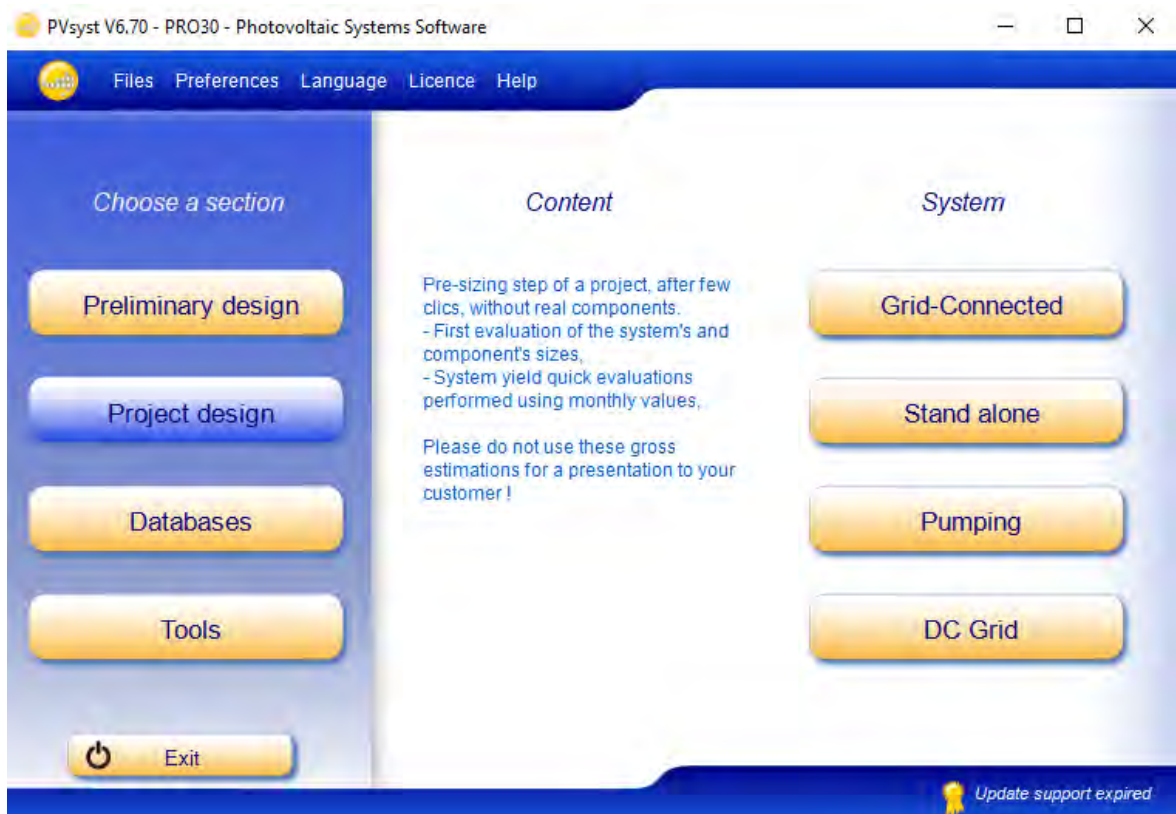 PVsyst V6.70 - PRO30 - Photovoltaic Systems Software
Files Preferences Language Licence Help
Choose a section
Preliminary design
Project design
Databases
Tools
Exit
Content
Pre-sizing step of a project, after few
clics, without real components.
- First evaluation of the system's and
component's sizes,
- System yield quick evaluations
performed using monthly values,
Please do not use these gross
estimations for a presentation to your
customer !
System
Grid-Connected
Stand alone
Pumping
DC Grid
Update support expired